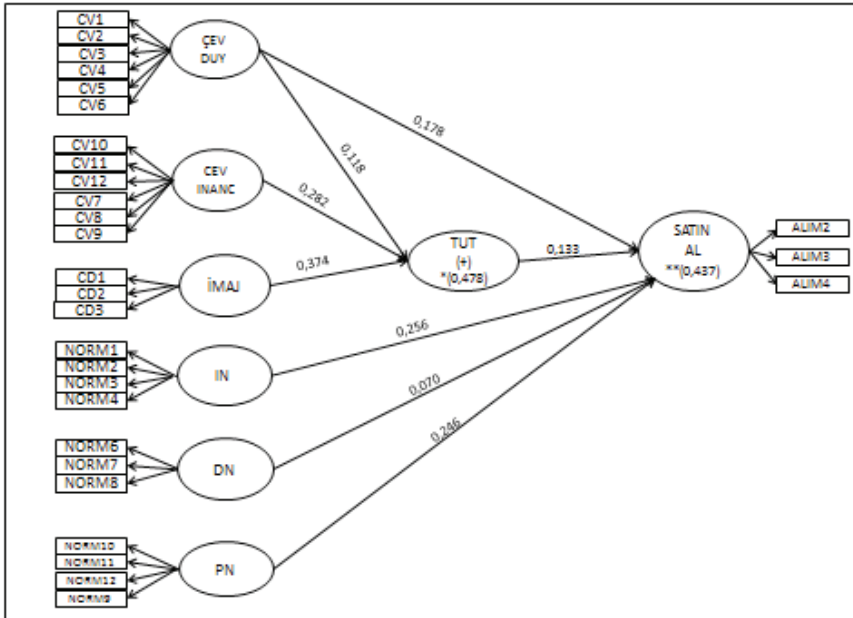 CV1
CV2
CV3
CV4
CV5
CV6
ÇEV
DUY
0,178
0,118
CV10
CV11
CV12
CV7
CV8
CV9
CEV
INANC
0,282
CD1
CD2
CD3
İMAJ
0,374
TUT
(+)
*(0,478)
0,133
SATIN
AL
**(0,437)
ALIM2
ALIM3
ALIM4
NORM1
NORM2
NORM3
NORM4
IN
0,256
NORM6
NORM7
NORM8
DN
0,070
NORM10
NORM11
NORM12
NORM9
PN
0,246